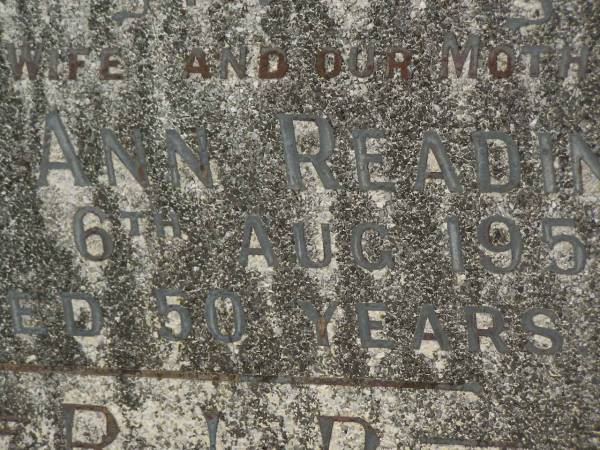 WIFE AND OUR MOTH
ANN READIN
6TH AUG 195
ED 50 YEARS